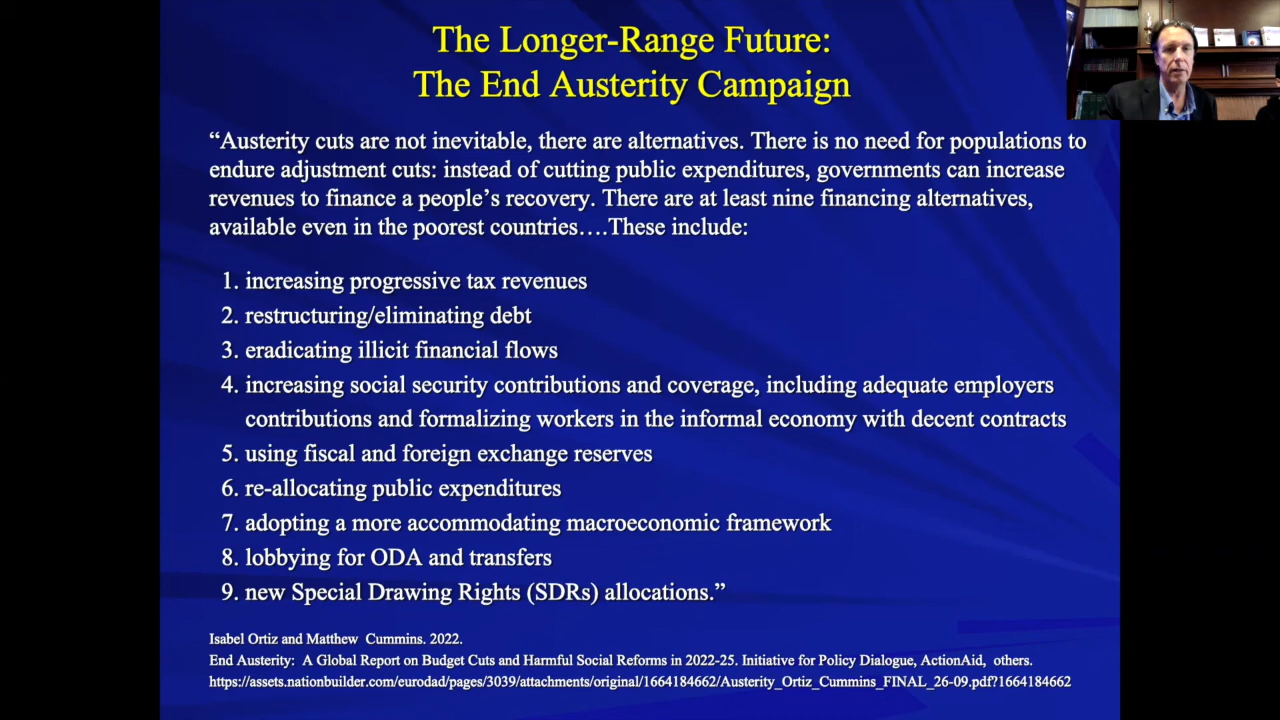 The Longer-Range Future:
The End Austerity Campaign
“Austerity cuts are not inevitable, there are alternatives. There is no need for populations to
endure adjustment cuts: instead of cutting public expenditures, governments can increase
revenues to finance a people’s recovery. There are at least nine financing alternatives,
available even in the poorest countries….These include:
1. increasing progressive tax revenues
2. restructuring/eliminating debt
3. eradicating illicit financial flows
4. increasing social security contributions and coverage, including adequate employers
contributions and formalizing workers in the informal economy with decent contracts
5. using fiscal and foreign exchange reserves
6. re-allocating public expenditures
7. adopting a more accommodating macroeconomic framework
8. lobbying for ODA and transfers
9. new Special Drawing Rights (SDRs) allocations.”
Isabel Ortiz and Matthew Cummins. 2022.
End Austerity: A Global Report on Budget Cuts and Harmful Social Reforms in 2022-25. Initiative for Policy Dialogue, ActionAid, others.
https://assets.nationbuilder.com/eurodad/pages/3039/attachments/original/1664184662/Austerity_Ortiz_Cummins_FINAL_26-09.pdf?1664184662